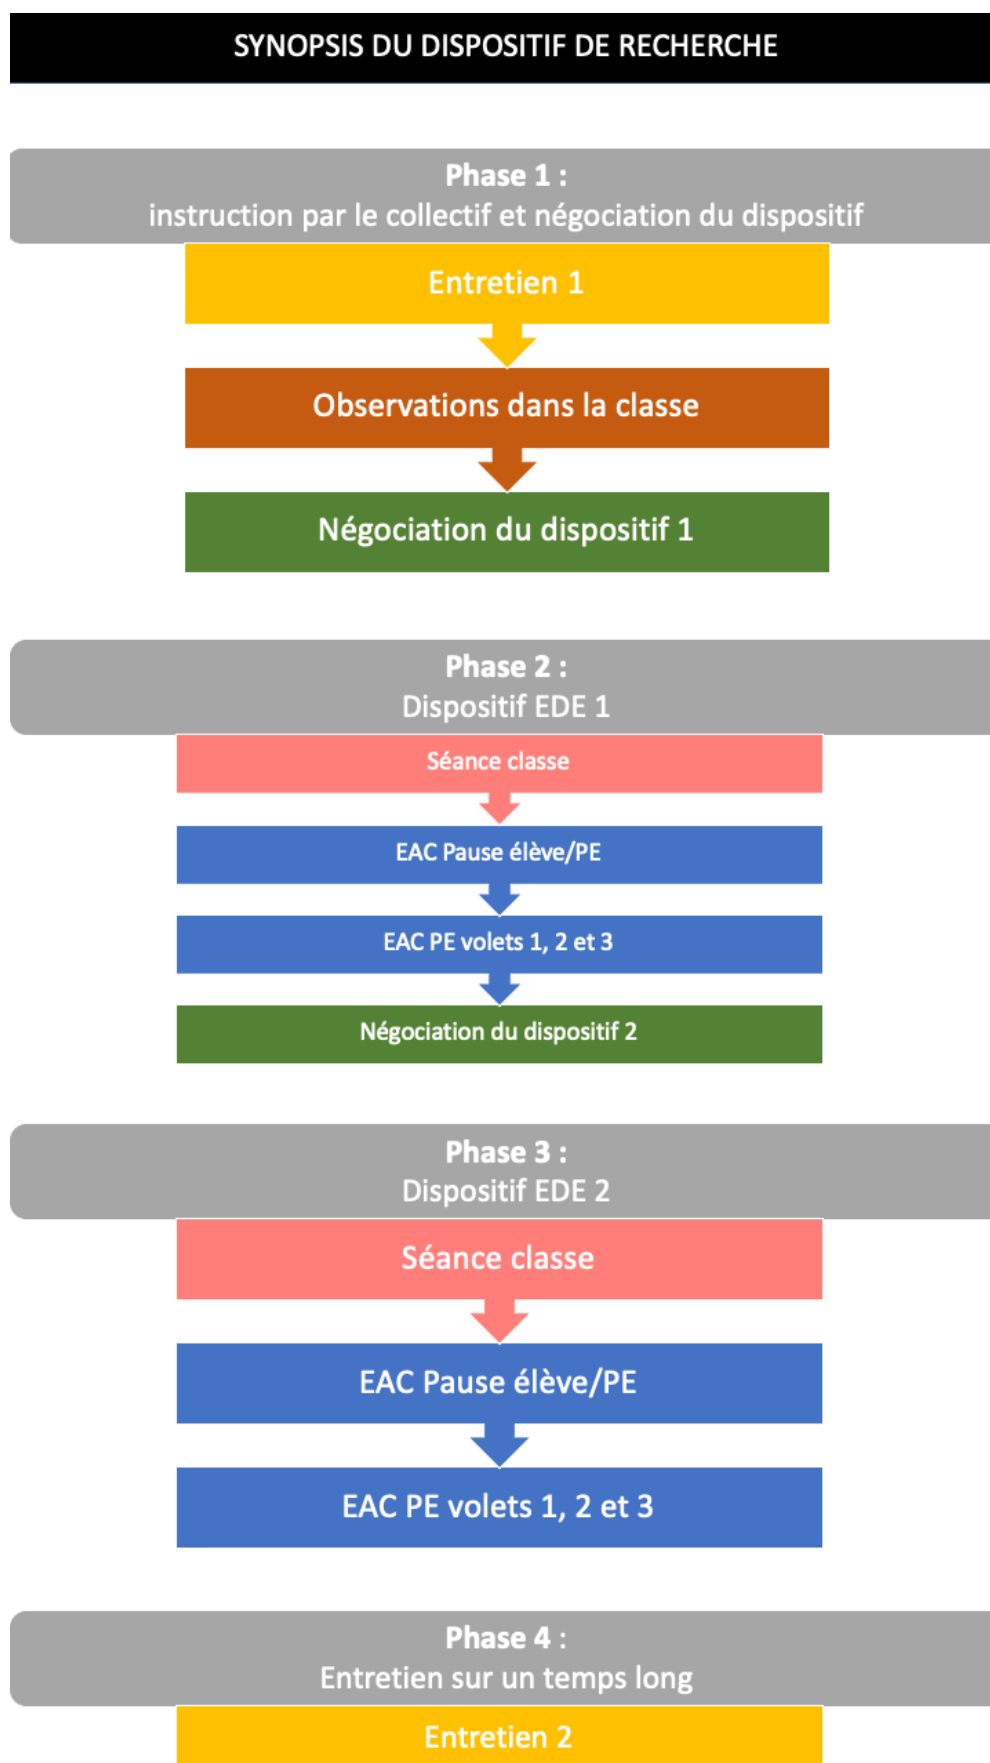 SYNOPSIS DU DISPOSITIF DE RECHERCHE
Phase 1 :
instruction par le collectif et négociation du dispositif
Entretien 1
Observations dans la classe
Négociation du dispositif 1
Phase 2 :
Dispositif EDE 1
Séance classe
EAC Pause élève/PE
EAC PE volets 1, 2 et 3
Négociation du dispositif 2
Phase 3 :
Dispositif EDE 2
Séance classe
EAC Pause élève/PE
EAC PE volets 1, 2 et 3
Phase 4 :
Entretien sur un temps long
Entretien 2